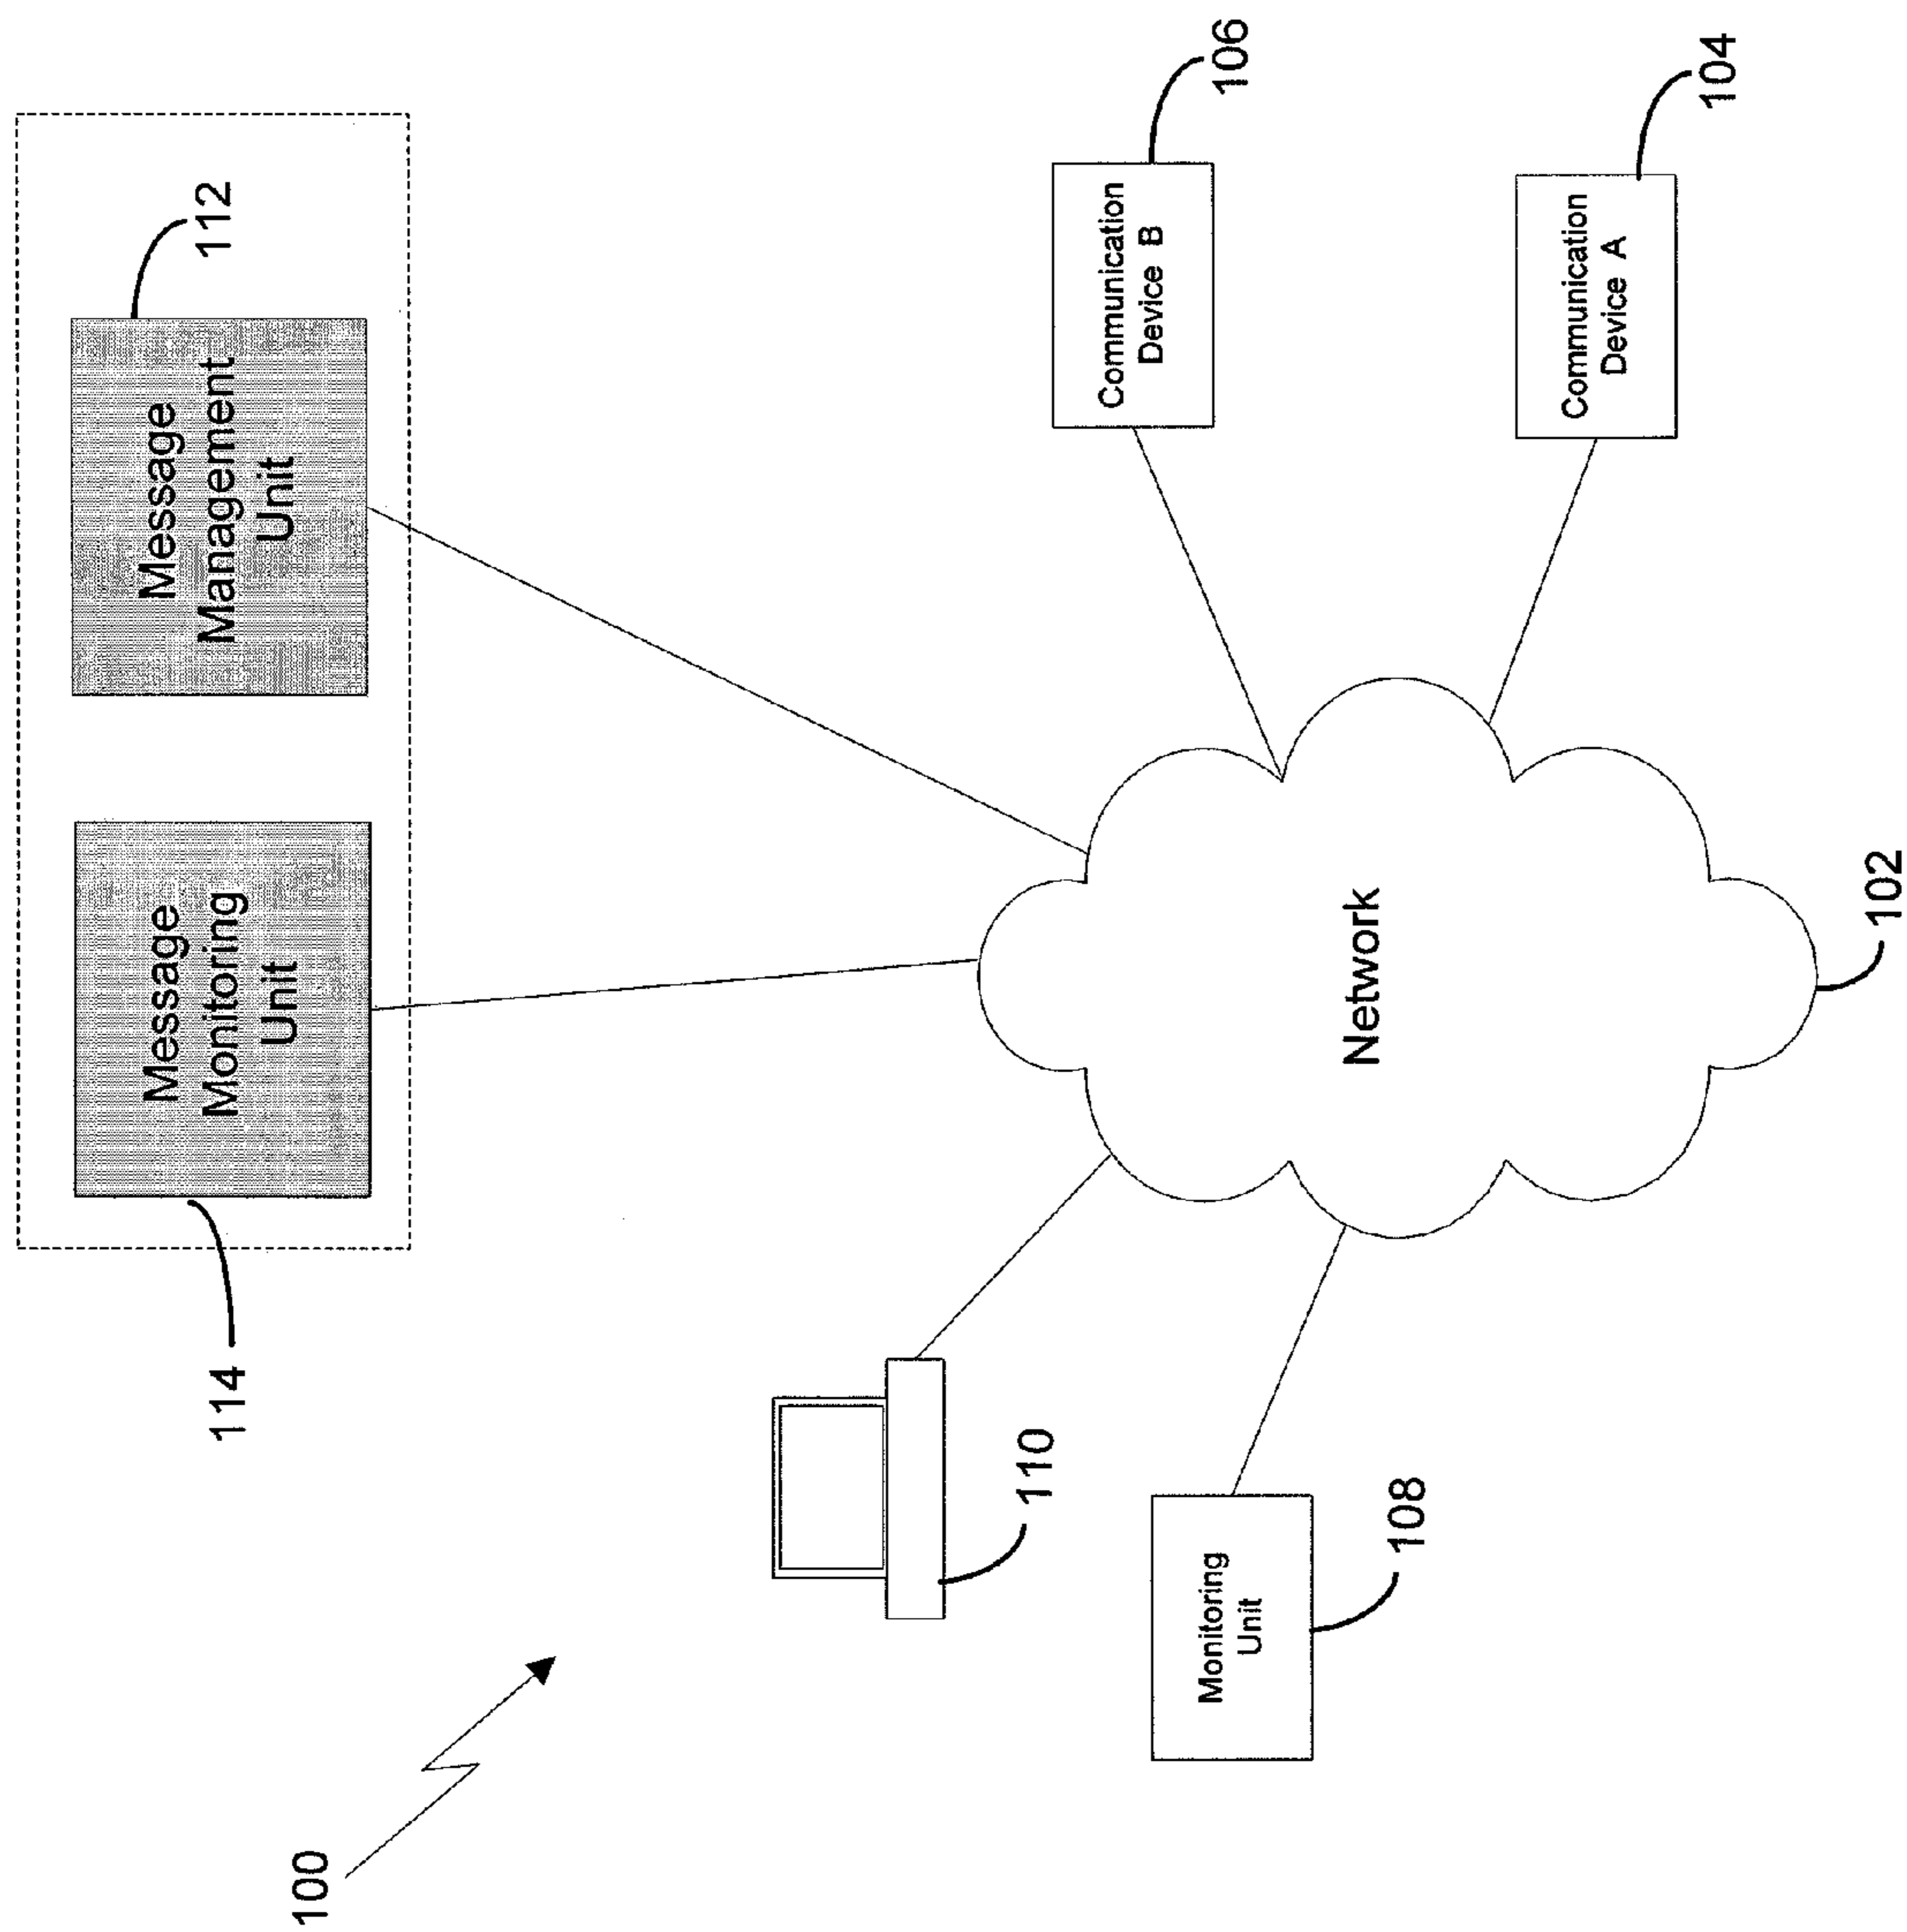 100
114
Message
Monitoring
Unit
Message
Management
Unit
112
110
Monitoring
Unit
108
Network
102
Communication
Device B
106
Communication
Device A
104